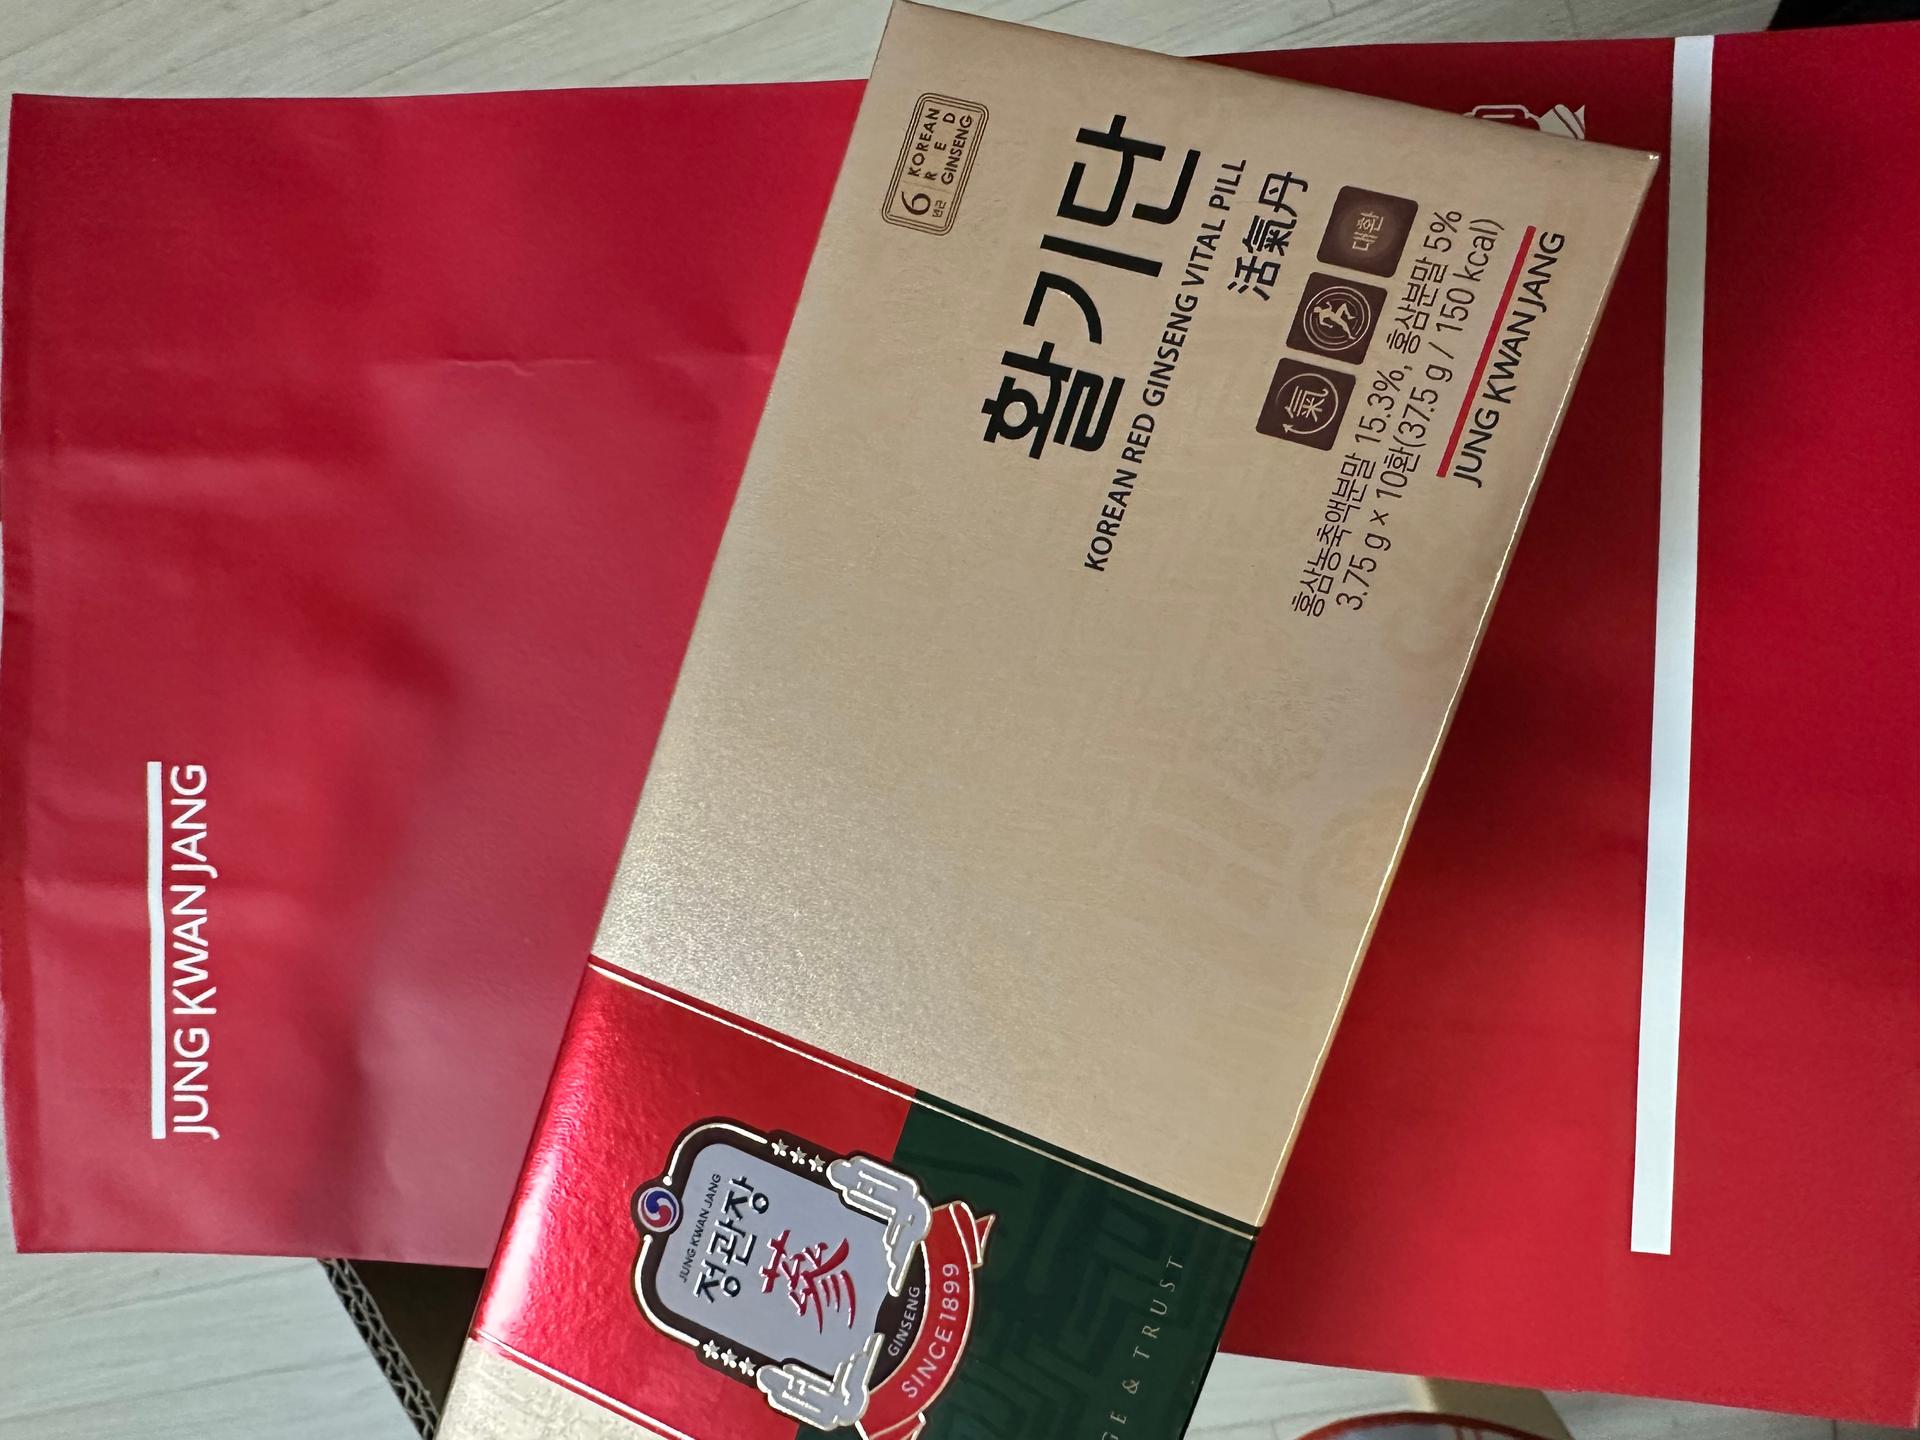 6년근
KOREAN
RED
GINSENG
활기단
KOREAN RED GINSENG VITAL PILL
活氣丹
氣
대환
홍삼농축액분말 15.3%, 홍삼분말 5%
3.75 g × 10환(37.5 g / 150 kcal)
JUNG KWAN JANG
JUNG KWAN JANG
JUNG KWAN JANG
정관장
蔘
GINSENG
SINCE 1899
& TRUST